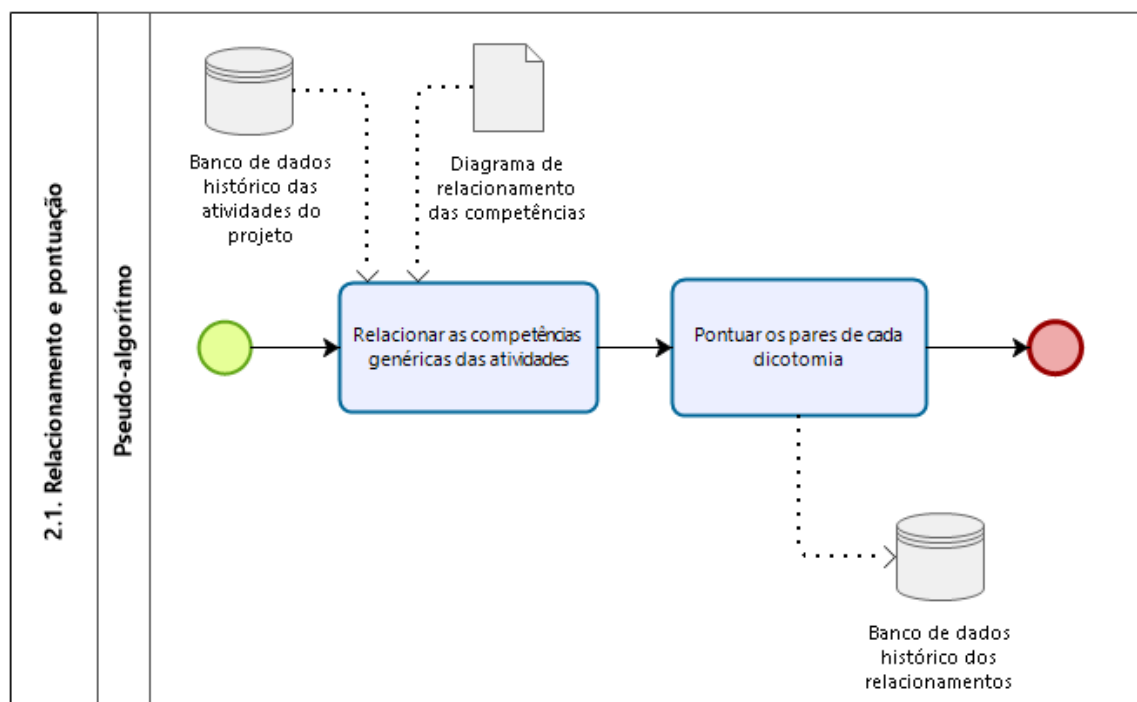 2.1. Relacionamento e pontuação
Pseudo-algorítmo
Banco de dados
histórico das
atividades do
projeto
Diagrama de
relacionamento
das competências
Relacionar as competências
genéricas das atividades
Pontuar os pares de cada
dicotomia
Banco de dados
histórico dos
relacionamentos